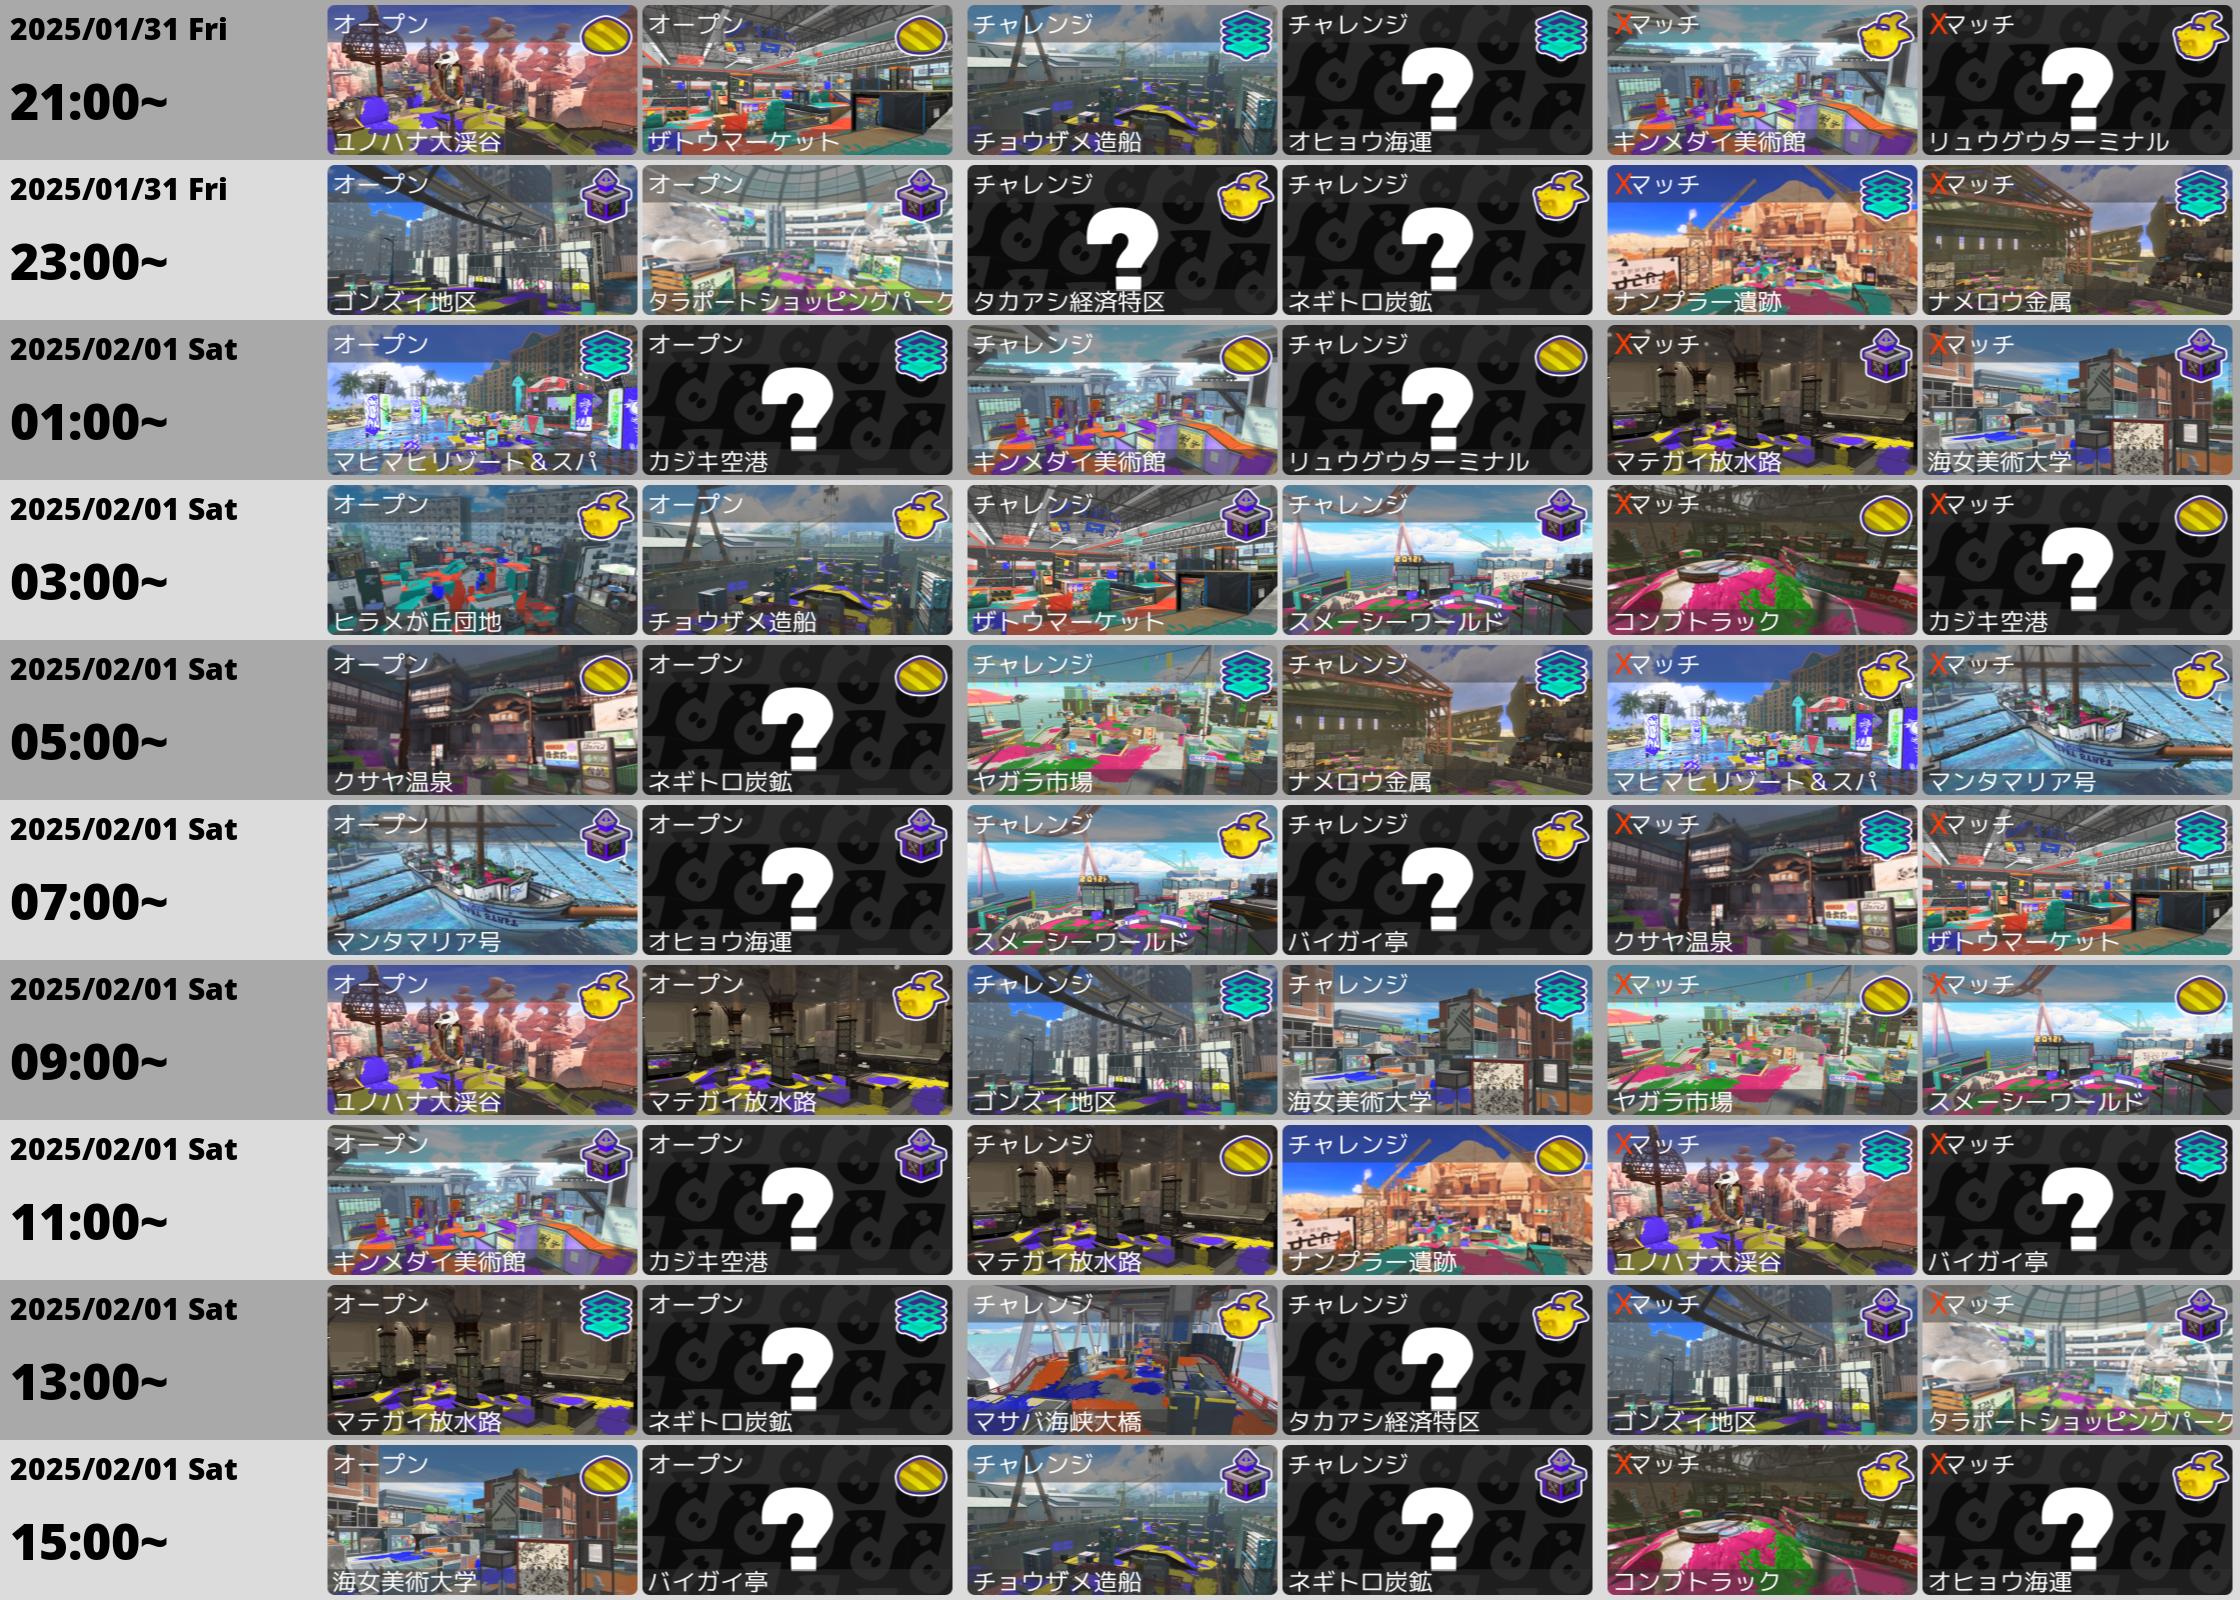 2025/01/31 Fri
21:00~
オープン
ユノハナ大渓谷
オープン
ザトウマーケット
チャレンジ
チョウザメ造船
チャレンジ
?
オヒョウ海運
Xマッチ
キンメダイ美術館
Xマッチ
?
リュウグウターミナル
2025/01/31 Fri
23:00~
オープン
ゴンズイ地区
オープン
タラポートショッピングパーク
チャレンジ
?
タカアシ経済特区
チャレンジ
?
ネギトロ炭鉱
Xマッチ
ナンプラー遺跡
Xマッチ
ナメロウ金属
2025/02/01 Sat
01:00~
オープン
マヒマヒリゾート&スパ
オープン
?
カジキ空港
チャレンジ
キンメダイ美術館
チャレンジ
?
リュウグウターミナル
Xマッチ
マテガイ放水路
Xマッチ
海女美術大学
2025/02/01 Sat
03:00~
オープン
ヒラメが丘団地
オープン
チョウザメ造船
チャレンジ
ザトウマーケット
チャレンジ
スメーシーワールド
Xマッチ
コンブトラック
Xマッチ
?
カジキ空港
2025/02/01 Sat
05:00~
オープン
クサヤ温泉
オープン
?
ネギトロ炭鉱
チャレンジ
ヤガラ市場
チャレンジ
ナメロウ金属
Xマッチ
マヒマヒリゾート&スパ
Xマッチ
マンタマリア号
2025/02/01 Sat
07:00~
オープン
マンタマリア号
オープン
?
オヒョウ海運
チャレンジ
スメーシーワールド
チャレンジ
?
バイガイ亭
Xマッチ
クサヤ温泉
Xマッチ
ザトウマーケット
2025/02/01 Sat
09:00~
オープン
ユノハナ大渓谷
オープン
マテガイ放水路
チャレンジ
ゴンズイ地区
チャレンジ
海女美術大学
Xマッチ
ヤガラ市場
Xマッチ
スメーシーワールド
2025/02/01 Sat
11:00~
オープン
キンメダイ美術館
オープン
?
カジキ空港
チャレンジ
マテガイ放水路
チャレンジ
ナンプラー遺跡
Xマッチ
ユノハナ大渓谷
Xマッチ
?
バイガイ亭
2025/02/01 Sat
13:00~
オープン
マテガイ放水路
オープン
?
ネギトロ炭鉱
チャレンジ
マサバ海峡大橋
チャレンジ
?
タカアシ経済特区
Xマッチ
ゴンズイ地区
Xマッチ
タラポートショッピングパーク
2025/02/01 Sat
15:00~
オープン
海女美術大学
オープン
?
バイガイ亭
チャレンジ
チョウザメ造船
チャレンジ
?
ネギトロ炭鉱
Xマッチ
コンブトラック
Xマッチ
?
オヒョウ海運